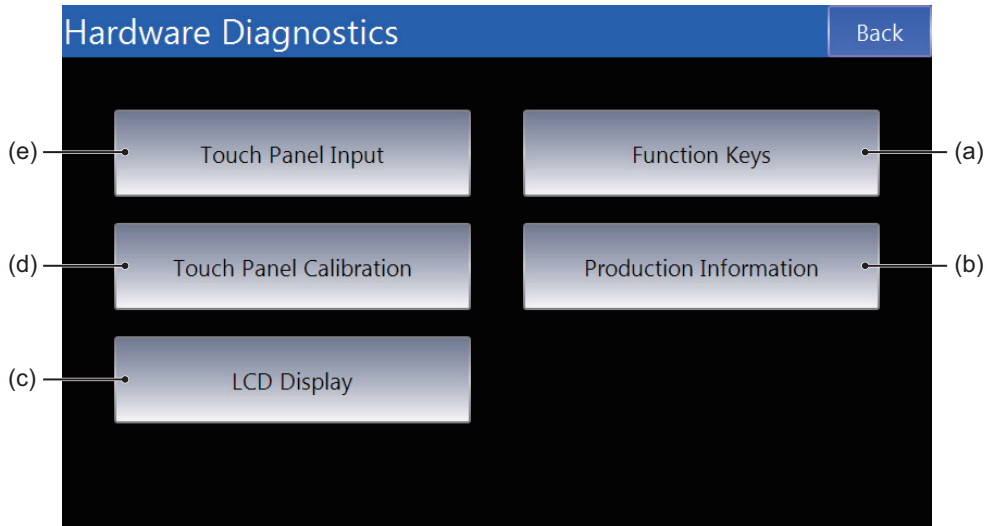 Hardware Diagnostics
Back
(e)
Touch Panel Input
Function Keys
(a)
(d)
Touch Panel Calibration
Production Information
(b)
(c)
LCD Display